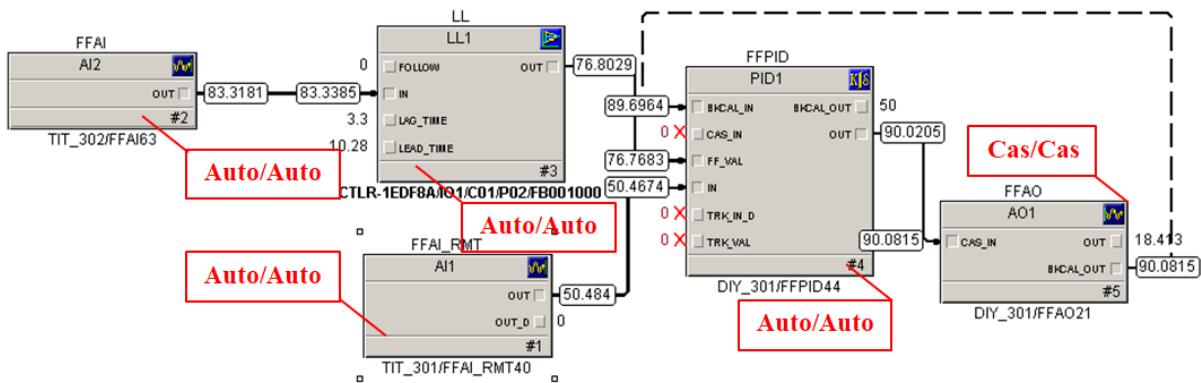 FFAI
AI2
OUT
83.3181
83.3385
#2
TIT_302/FFAI63
Auto/Auto
LL
LL1
0
FOLLOW
OUT
76.8029
IN
3.3
LAG_TIME
10.28
LEAD_TIME
#3
CTLR-1EDF8A/IO1/C01/P02/FB001000
Auto/Auto
FFAI_RMT
AI1
OUT
50.484
OUT_D
0
#1
TIT_301/FFAI_RMT40
Auto/Auto
FFPID
PID1
89.6964
BKCAL_IN
BKCAL_OUT
50
0
CAS_IN
OUT
90.0205
76.7683
FF_VAL
50.4674
IN
0
TRK_IN_D
0
TRK_VAL
#4
DIY_301/FFPID44
Auto/Auto
Cas/Cas
FFAO
AO1
90.0815
CAS_IN
OUT
18.413
BKCAL_OUT
90.0815
#5
DIY_301/FFAO21